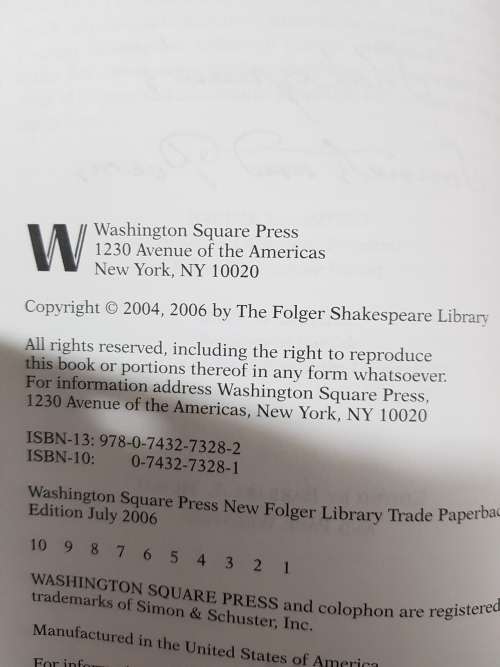 W Washington Square Press
1230 Avenue of the Americas
New York, NY 10020
Copyright © 2004, 2006 by The Folger Shakespeare Library
All rights reserved, including the right to reproduce
this book or portions thereof in any form whatsoever.
For information address Washington Square Press,
1230 Avenue of the Americas, New York, NY 10020
ISBN-13: 978-0-7432-7328-2
ISBN-10: 0-7432-7328-1
Washington Square Press New Folger Library Trade Paperbac
Edition July 2006
10 9 8 7 6 5 4 3 2 1
WASHINGTON SQUARE PRESS and colophon are registered
trademarks of Simon & Schuster, Inc.
Manufactured in the United States of America
For inform